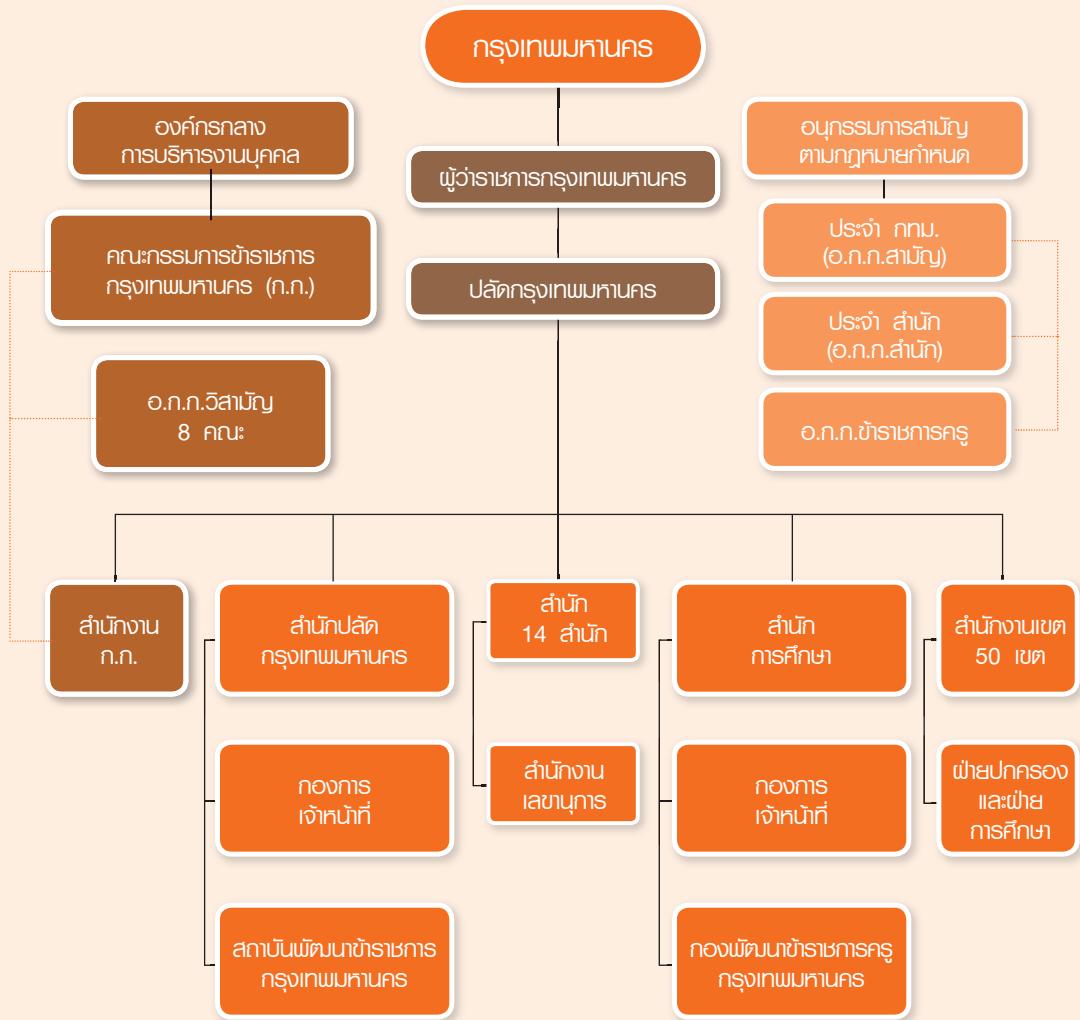 กรุงเทพมหานคร
องค์กรกลาง
การบริหารงานบุคคล
ผู้ว่าราชการกรุงเทพมหานคร
อนุกรรมการสามัญ
ตามกฎหมายกำหนด
คณะกรรมการข้าราชการ
กรุงเทพมหานคร (ก.ก.)
ปลัดกรุงเทพมหานคร
ประจำ กทม.
(อ.ก.ก.สามัญ)
ประจำ สำนัก
(อ.ก.ก.สำนัก)
อ.ก.ก.วิสามัญ
8 คณะ
อ.ก.ก.ข้าราชการครู
สำนักงาน
ก.ก.
สำนักปลัด
กรุงเทพมหานคร
สำนัก
14 สำนัก
สำนัก
การศึกษา
สำนักงานเขต
50 เขต
กองการ
เจ้าหน้าที่
สำนักงาน
เลขานุการ
กองการ
เจ้าหน้าที่
ฝ่ายปกครอง
และฝ่าย
การศึกษา
สถาบันพัฒนาข้าราชการ
กรุงเทพมหานคร
กองพัฒนาข้าราชการครู
กรุงเทพมหานคร